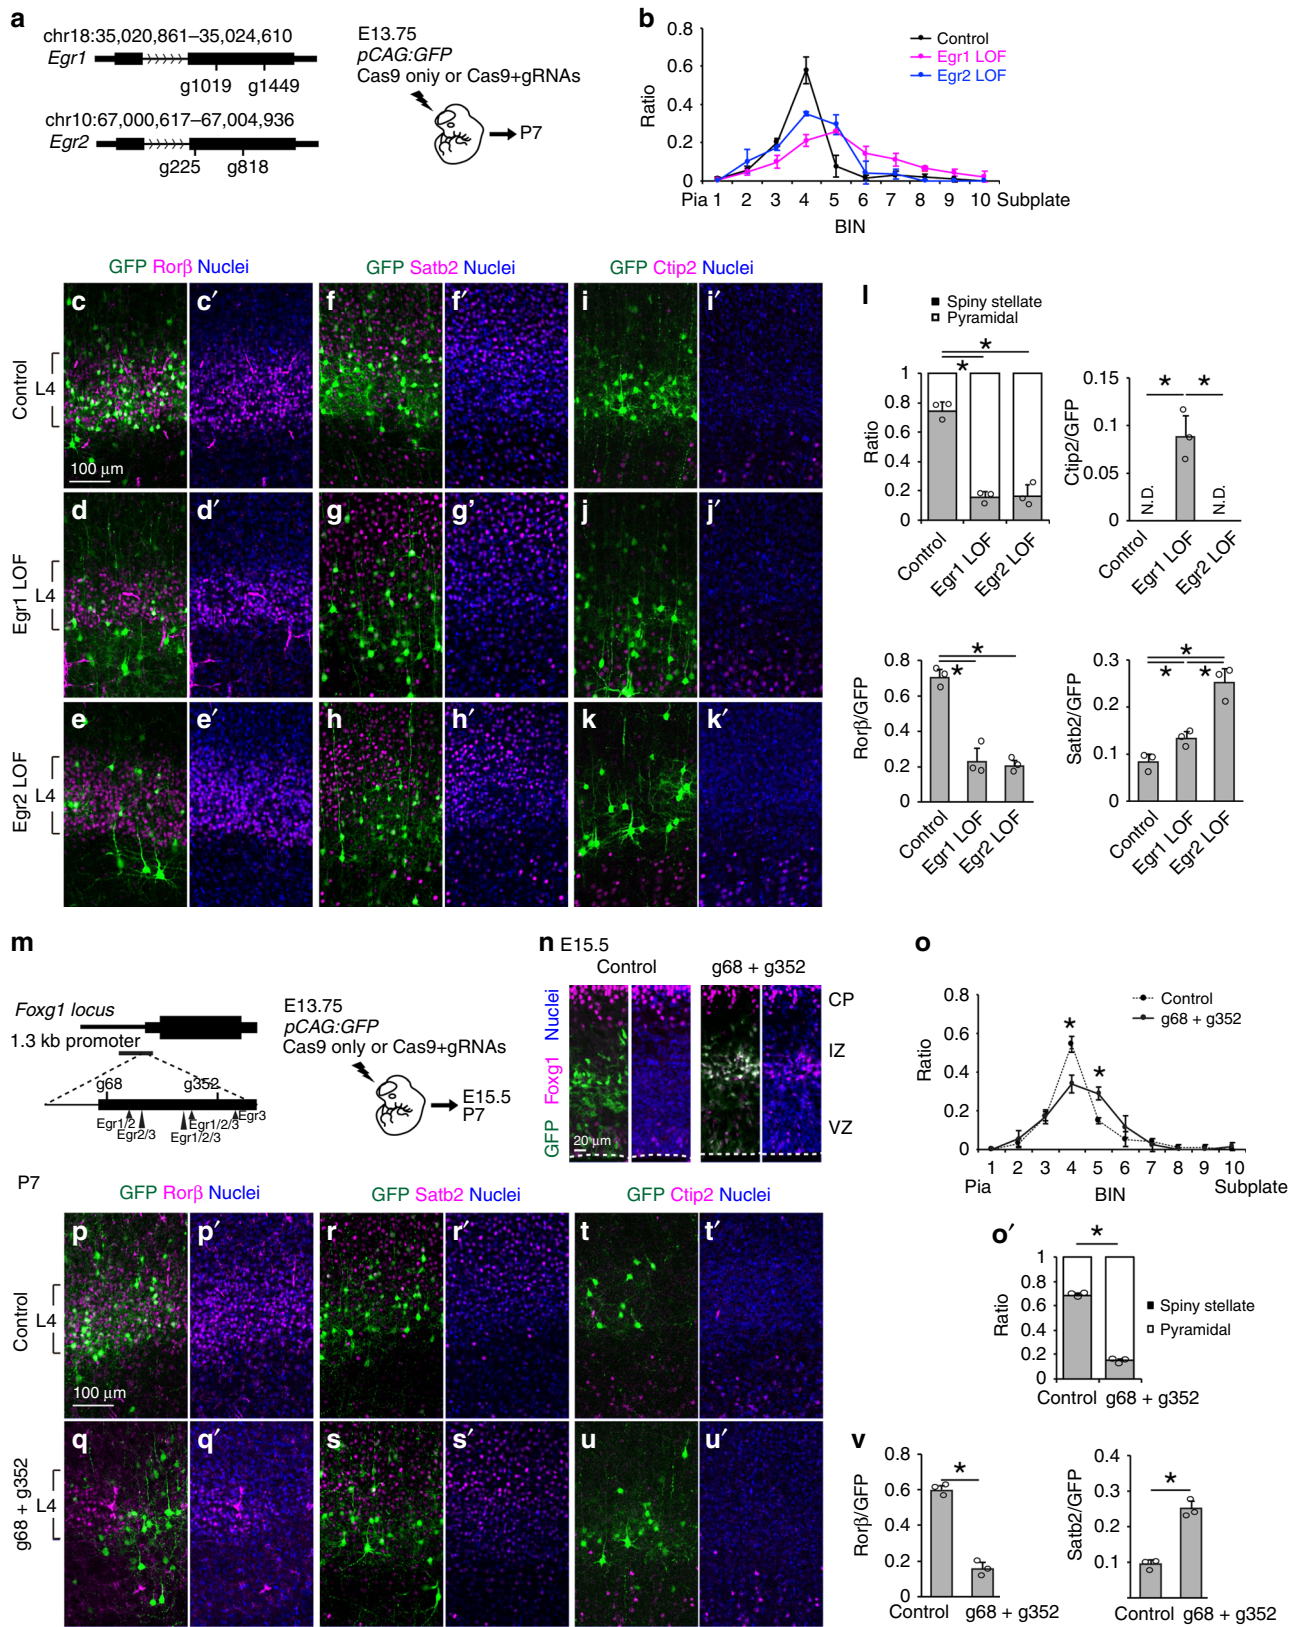 a
chr18:35,020,861–35,024,610
Egr1
g1019 g1449
chr10:67,000,617–67,004,936
Egr2
g225 g818
E13.75
pCAG:GFP
Cas9 only or Cas9+gRNAs
P7
b
Control
Egr1 LOF
Egr2 LOF
Ratio
0.8
0.6
0.4
0.2
0
Pia 1 2 3 4 5 6 7 8 9 10 Subplate
BIN
GFP Rorβ Nuclei
GFP Satb2 Nuclei
GFP Ctip2 Nuclei
c c′ f f′ i i′
Control
L4
100 μm
d d′ g g’ j j′
Egr1 LOF
L4
e e′ h h′ k k′
Egr2 LOF
L4
l
Spiny stellate
Pyramidal
*
*
Ratio
1
0.8
0.6
0.4
0.2
0
Control
Egr1 LOF
Egr2 LOF
* *
Ctip2/GFP
0.15
0.1
0.05
0
N.D.
N.D.
Control
Egr1 LOF
Egr2 LOF
*
*
Rorβ/GFP
0.8
0.6
0.4
0.2
0
Control
Egr1 LOF
Egr2 LOF
*
* *
Satb2/GFP
0.3
0.2
0.1
0
Control
Egr1 LOF
Egr2 LOF
m
Foxg1 locus
1.3 kb promoter
g68 g352
Egr1/2
Egr2/3
Egr1/2/3
Egr1/2/3
Egr3
E13.75
pCAG:GFP
Cas9 only or Cas9+gRNAs
E15.5
P7
n E15.5
Control g68 + g352
GFP Foxg1 Nuclei
CP
IZ
VZ
20 μm
o
Control
g68 + g352
Ratio
0.8
0.6
0.4
0.2
0
*
*
1 2 3 4 5 6 7 8 9 10
Pia BIN Subplate
o′
*
Ratio
1
0.8
0.6
0.4
0.2
0
Spiny stellate
Pyramidal
Control g68 + g352
P7
GFP Rorβ Nuclei
GFP Satb2 Nuclei
GFP Ctip2 Nuclei
p p′ r r′ t t′
Control
L4
100 μm
q q′ s s′ u u′
g68 + g352
L4
v
*
Rorβ/GFP
0.8
0.6
0.4
0.2
0
Control g68 + g352
*
Satb2/GFP
0.4
0.3
0.2
0.1
Control g68 + g352